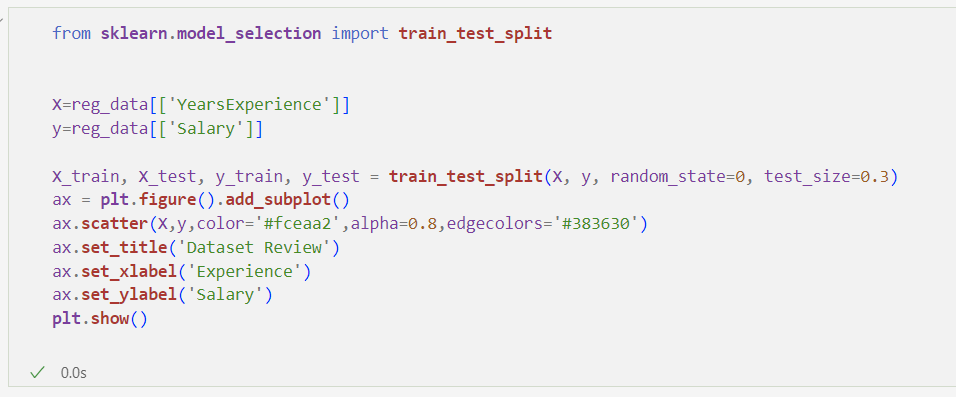 from sklearn.model_selection import train_test_split
X=reg_data[['YearsExperience']]
y=reg_data[['Salary']]
X_train, X_test, y_train, y_test = train_test_split(X, y, random_state=0, test_size=0.3)
ax = plt.figure().add_subplot()
ax.scatter(X,y,color='#fceaa2',alpha=0.8,edgecolors='#383630')
ax.set_title('Dataset Review')
ax.set_xlabel('Experience')
ax.set_ylabel('Salary')
plt.show()
0.0s